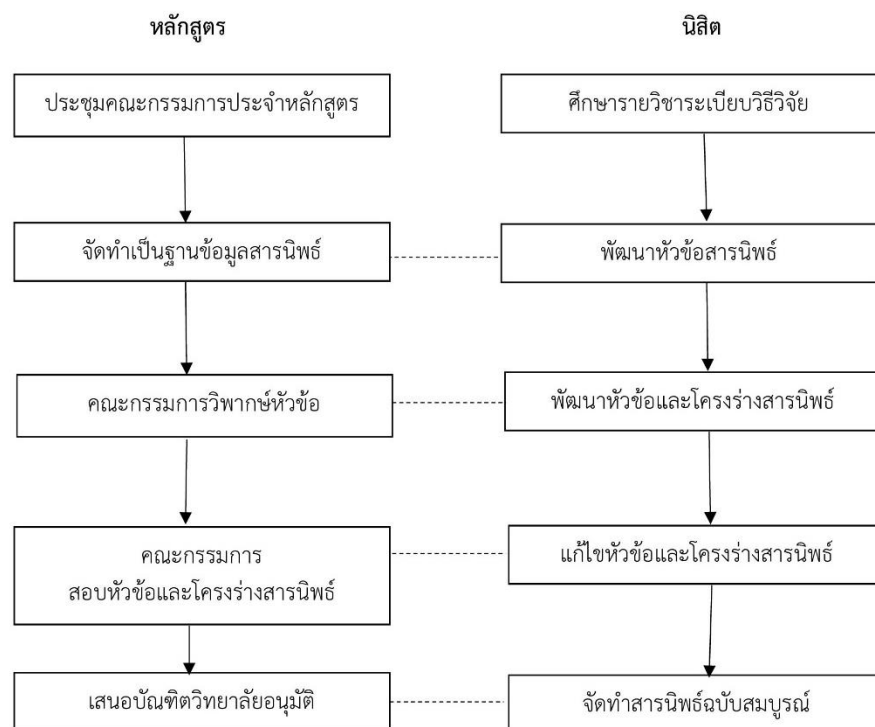 หลักสูตร
นิสิต
ประชุมคณะกรรมการประจำหลักสูตร
ศึกษารายวิชาระเบียบวิธีวิจัย
จัดทำเป็นฐานข้อมูลสารนิพธ์
พัฒนาหัวข้อสารนิพธ์
คณะกรรมการวิพากษ์หัวข้อ
พัฒนาหัวข้อและโครงร่างสารนิพธ์
คณะกรรมการ
สอบหัวข้อและโครงร่างสารนิพธ์
แก้ไขหัวข้อและโครงร่างสารนิพธ์
เสนอบัณฑิตวิทยาลัยอนุมัติ
จัดทำสารนิพธ์ฉบับสมบูรณ์